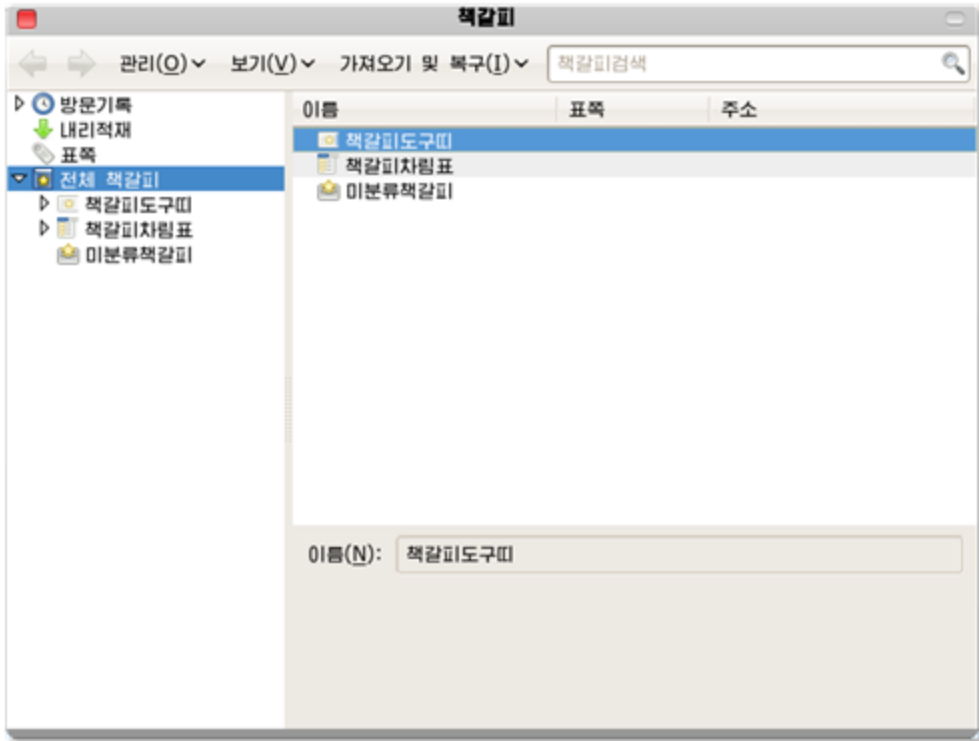 책갈피
관리(O) 보기(V) 가져오기 및 복구(I) 책갈피검색
방문기록
내리적재
표쪽
전체 책갈피
책갈피도구띠
책갈피차림표
미분류책갈피
이름 표쪽 주소
책갈피도구띠
책갈피차림표
미분류책갈피
이름(N): 책갈피도구띠